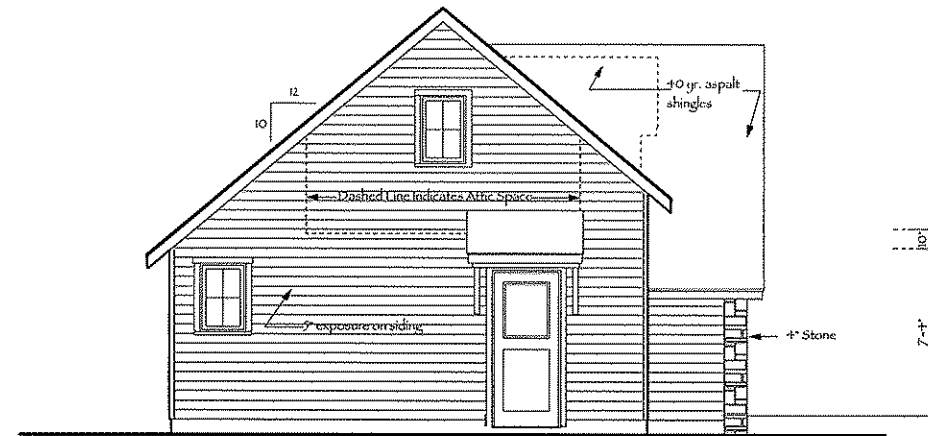 12
10
40 yr. aspalt
shingles
Dashed Line Indicates Attic Space
10"
5" exposure on siding
4" Stone
7'-4"